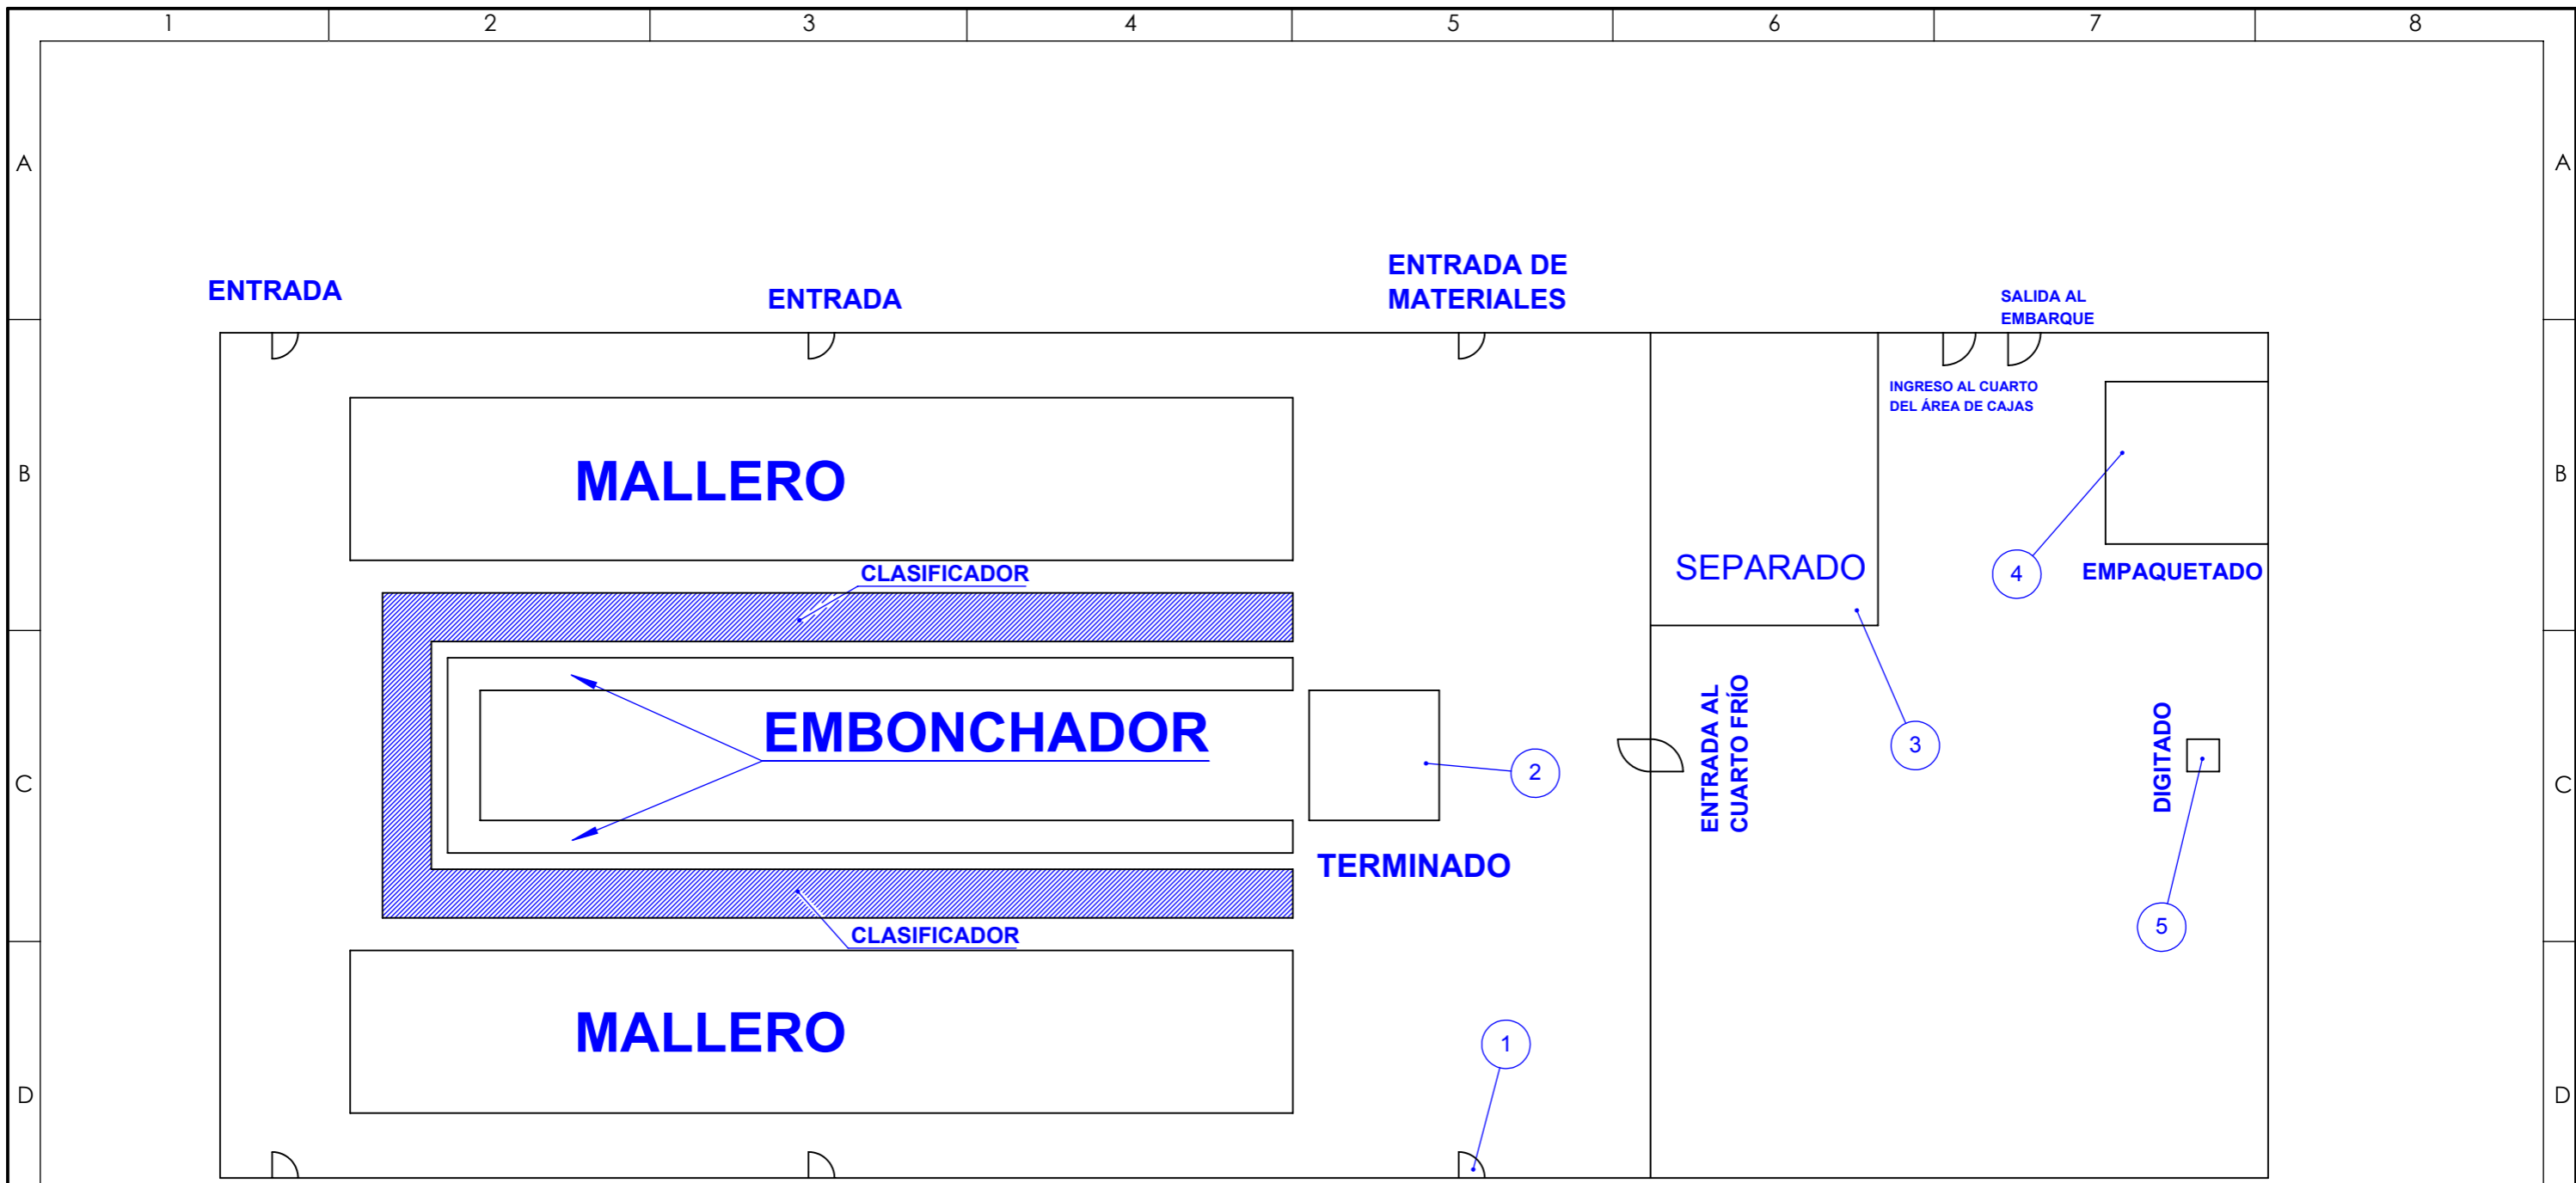 1 2 3 4 5 6 7 8
A A
ENTRADA
ENTRADA
ENTRADA DE
MATERIALES
SALIDA AL
EMBARQUE
INGRESO AL CUARTO
DEL ÁREA DE CAJAS
B B
MALLERO
CLASIFICADOR
SEPARADO
4
EMPAQUETADO
EMBONCHADOR
2
ENTRADA AL
CUARTO FRÍO
3
DIGITADO
C C
TERMINADO
5
CLASIFICADOR
MALLERO
1
D D